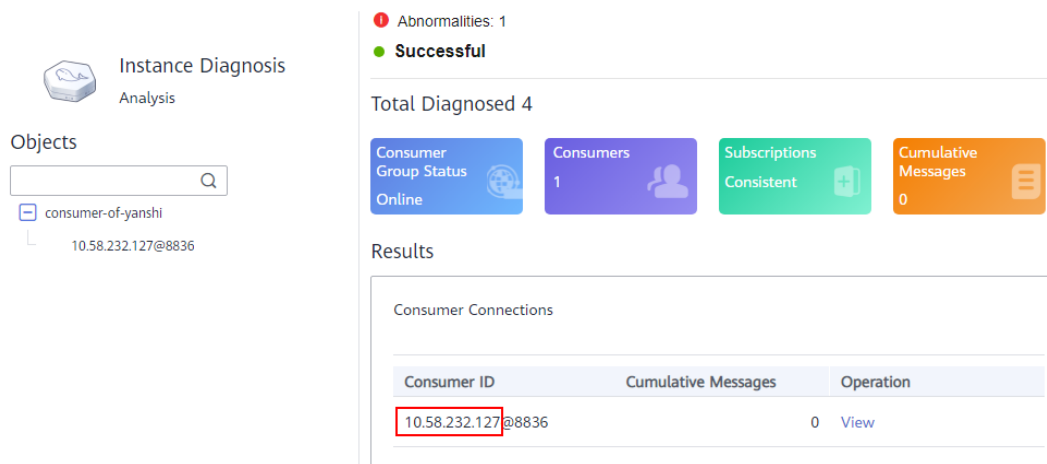 Instance Diagnosis
Analysis
Objects
consumer-of-yanshi
10.58.232.127@8836
Abnormalities: 1
Successful
Total Diagnosed 4
Consumer
Group Status
Online
Consumers
1
Subscriptions
Consistent
Cumulative
Messages
0
Results
Consumer Connections
Consumer ID Cumulative Messages Operation
10.58.232.127@8836 0 View